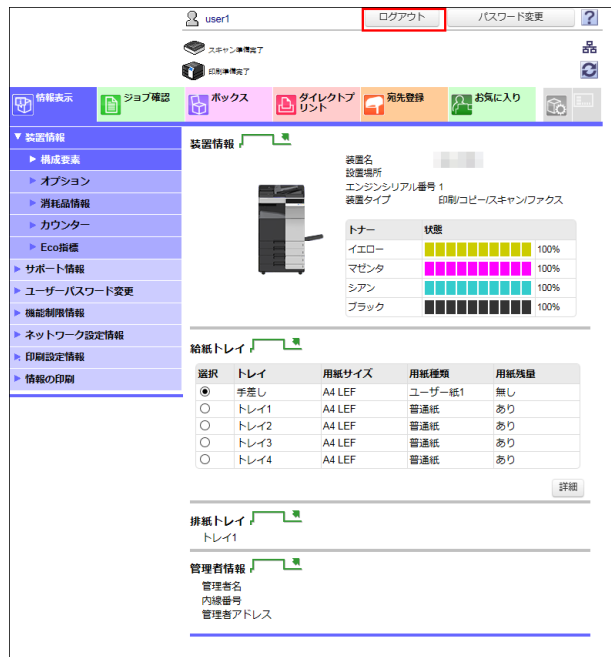 user1
ログアウト
パスワード変更
?
スキャン準備完了
印刷準備完了
情報表示
ジョブ確認
ボックス
ダイレクトプリント
宛先登録
お気に入り
▼ 装置情報
▶ 構成要素
▶ オプション
▶ 消耗品情報
▶ カウンター
▶ Eco指標
▶ サポート情報
▶ ユーザーパスワード変更
▶ 機能制限情報
▶ ネットワーク設定情報
▶ 印刷設定情報
▶ 情報の印刷
装置情報
装置名
設置場所
エンジンシリアル番号 1
装置タイプ 印刷/コピー/スキャン/ファクス
トナー 状態
イエロー 100%
マゼンタ 100%
シアン 100%
ブラック 100%
給紙トレイ
選択 トレイ 用紙サイズ 用紙種類 用紙残量
手差し A4 LEF ユーザー紙1 無し
トレイ1 A4 LEF 普通紙 あり
トレイ2 A4 LEF 普通紙 あり
トレイ3 A4 LEF 普通紙 あり
トレイ4 A4 LEF 普通紙 あり
詳細
排紙トレイ
トレイ1
管理者情報
管理者名
内線番号
管理者アドレス